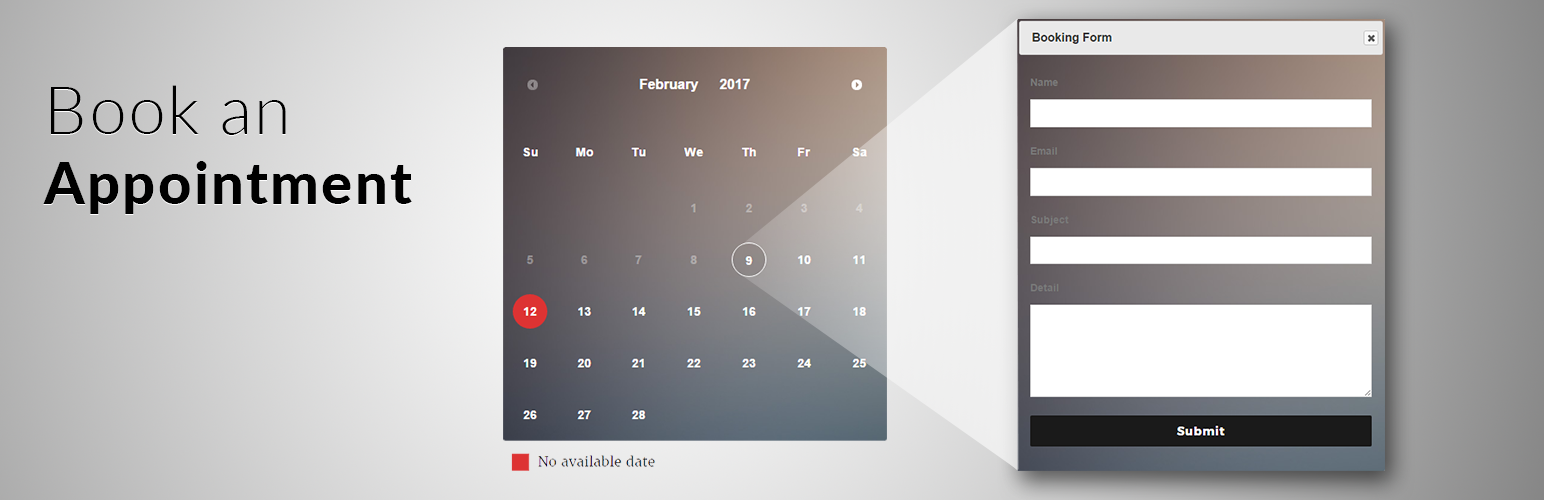 Book an
Appointment
February 2017
Su Mo Tu We Th Fr Sa
1 2 3 4
5 6 7 8 9 10 11
12 13 14 15 16 17 18
19 20 21 22 23 24 25
26 27 28
No available date
Booking Form
Name
Email
Subject
Detail
Submit